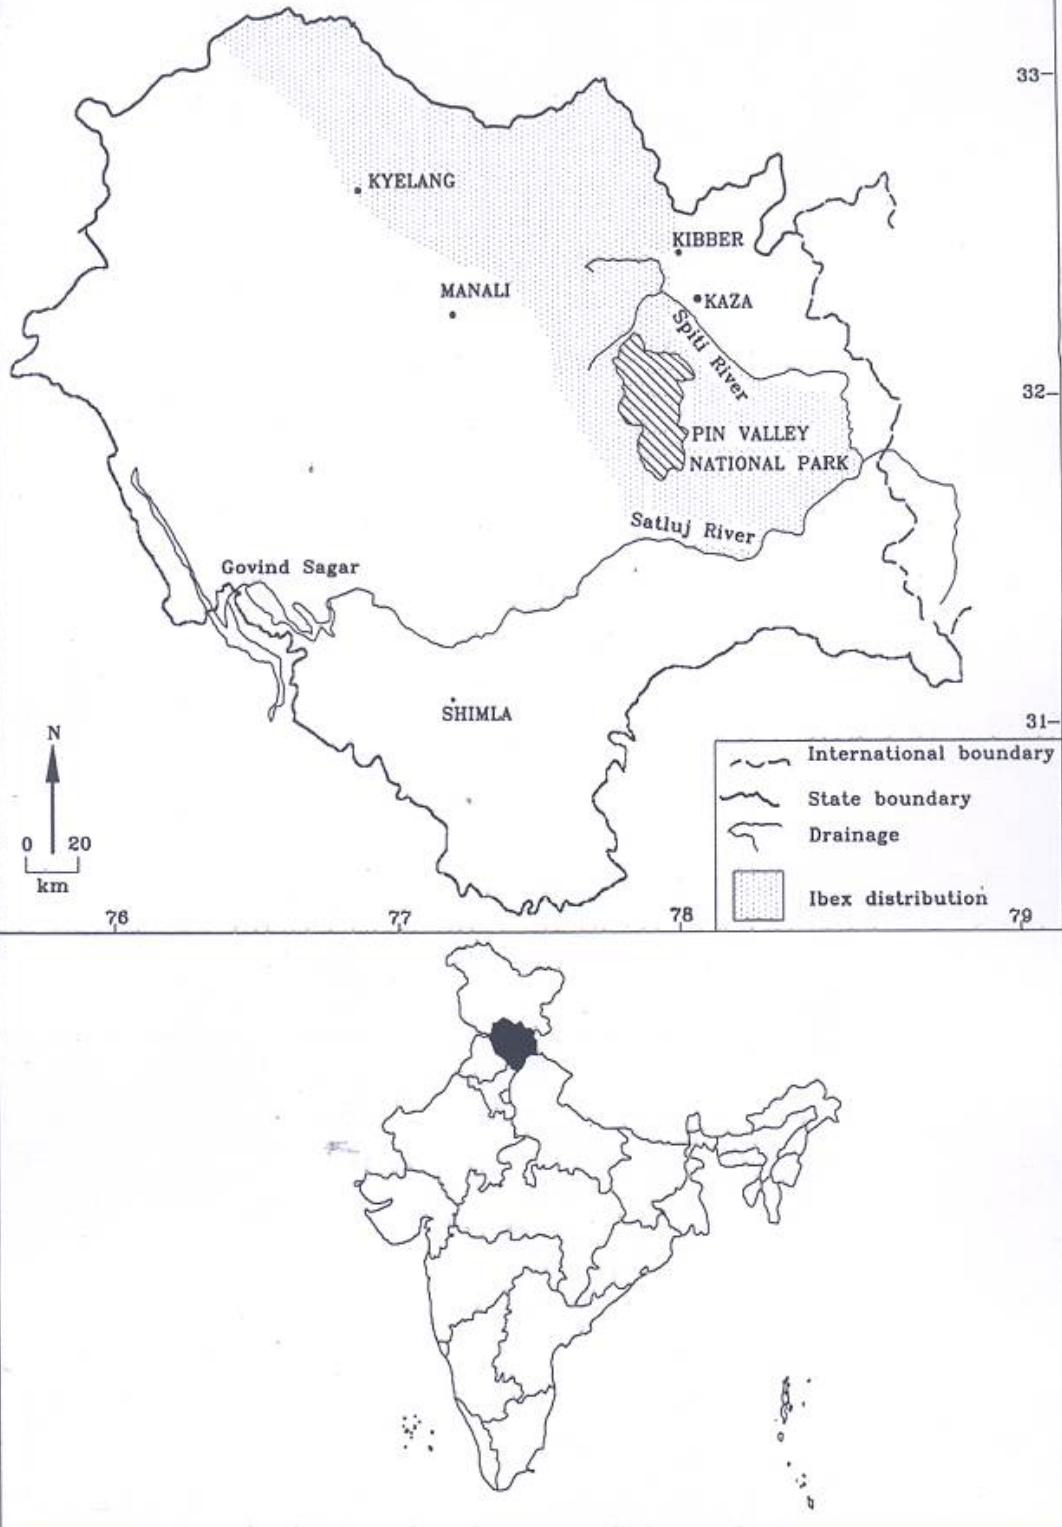 33
KYELANG
KIBBER
MANALI
KAZA
Spiti River
32
PIN VALLEY
NATIONAL PARK
Satluj River
Govind Sagar
SHIMLA
31
N
0 20
km
International boundary
State boundary
Drainage
Ibex distribution
76 77 78 79